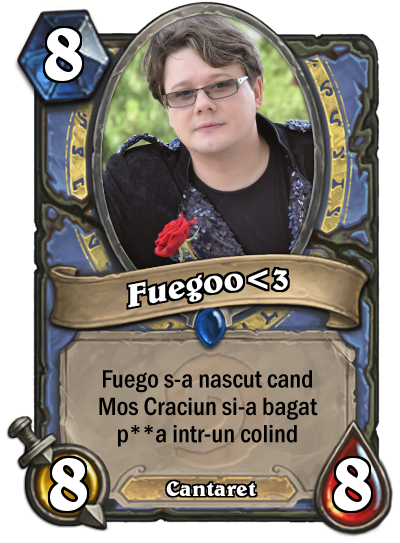 8
Fuegoo<3
Fuego s-a nascut cand
Mos Craciun si-a bagat
p**a intr-un colind
8
Cantaret
8